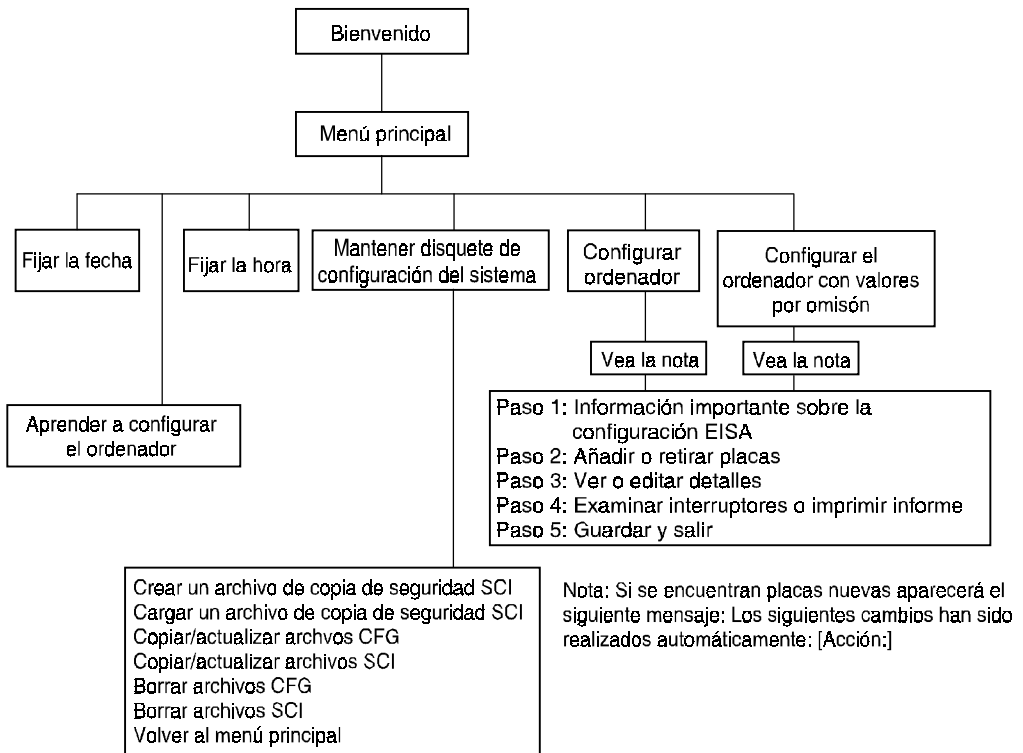 Bienvenido
Menú principal
Fijar la fecha
Fijar la hora
Mantener disquete de
configuración del sistema
Configurar
ordenador
Configurar el
ordenador con valores
por omisón
Vea la nota
Vea la nota
Aprender a configurar
el ordenador
Paso 1: Información importante sobre la
configuración EISA
Paso 2: Añadir o retirar placas
Paso 3: Ver o editar detalles
Paso 4: Examinar interruptores o imprimir informe
Paso 5: Guardar y salir
Crear un archivo de copia de seguridad SCI
Cargar un archivo de copia de seguridad SCI
Copiar/actualizar archvos CFG
Copiar/actualizar archivos SCI
Borrar archivos CFG
Borrar archivos SCI
Volver al menú principal
Nota: Si se encuentran placas nuevas aparecerá el
siguiente mensaje: Los siguientes cambios han sido
realizados automáticamente: [Acción:]